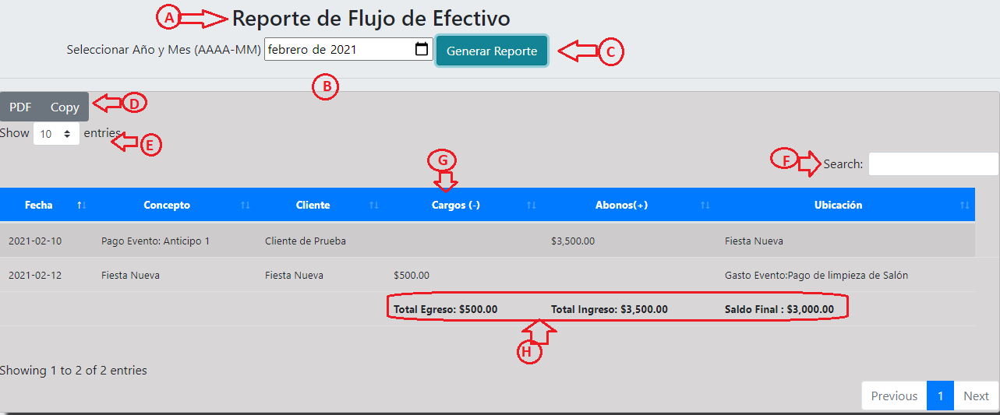 A Reporte de Flujo de Efectivo
Seleccionar Año y Mes (AAAA-MM) febrero de 2021 Generar Reporte C
B
PDF Copy D
Show 10 entries E
F Search:
G
Fecha Concepto Cliente Cargos (-) Abonos(+) Ubicación
2021-02-10 Pago Evento: Anticipo 1 Cliente de Prueba $3,500.00 Fiesta Nueva
2021-02-12 Fiesta Nueva Fiesta Nueva $500.00 Gasto Evento:Pago de limpieza de Salón
Total Egreso: $500.00 Total Ingreso: $3,500.00 Saldo Final : $3,000.00
H
Showing 1 to 2 of 2 entries
Previous 1 Next